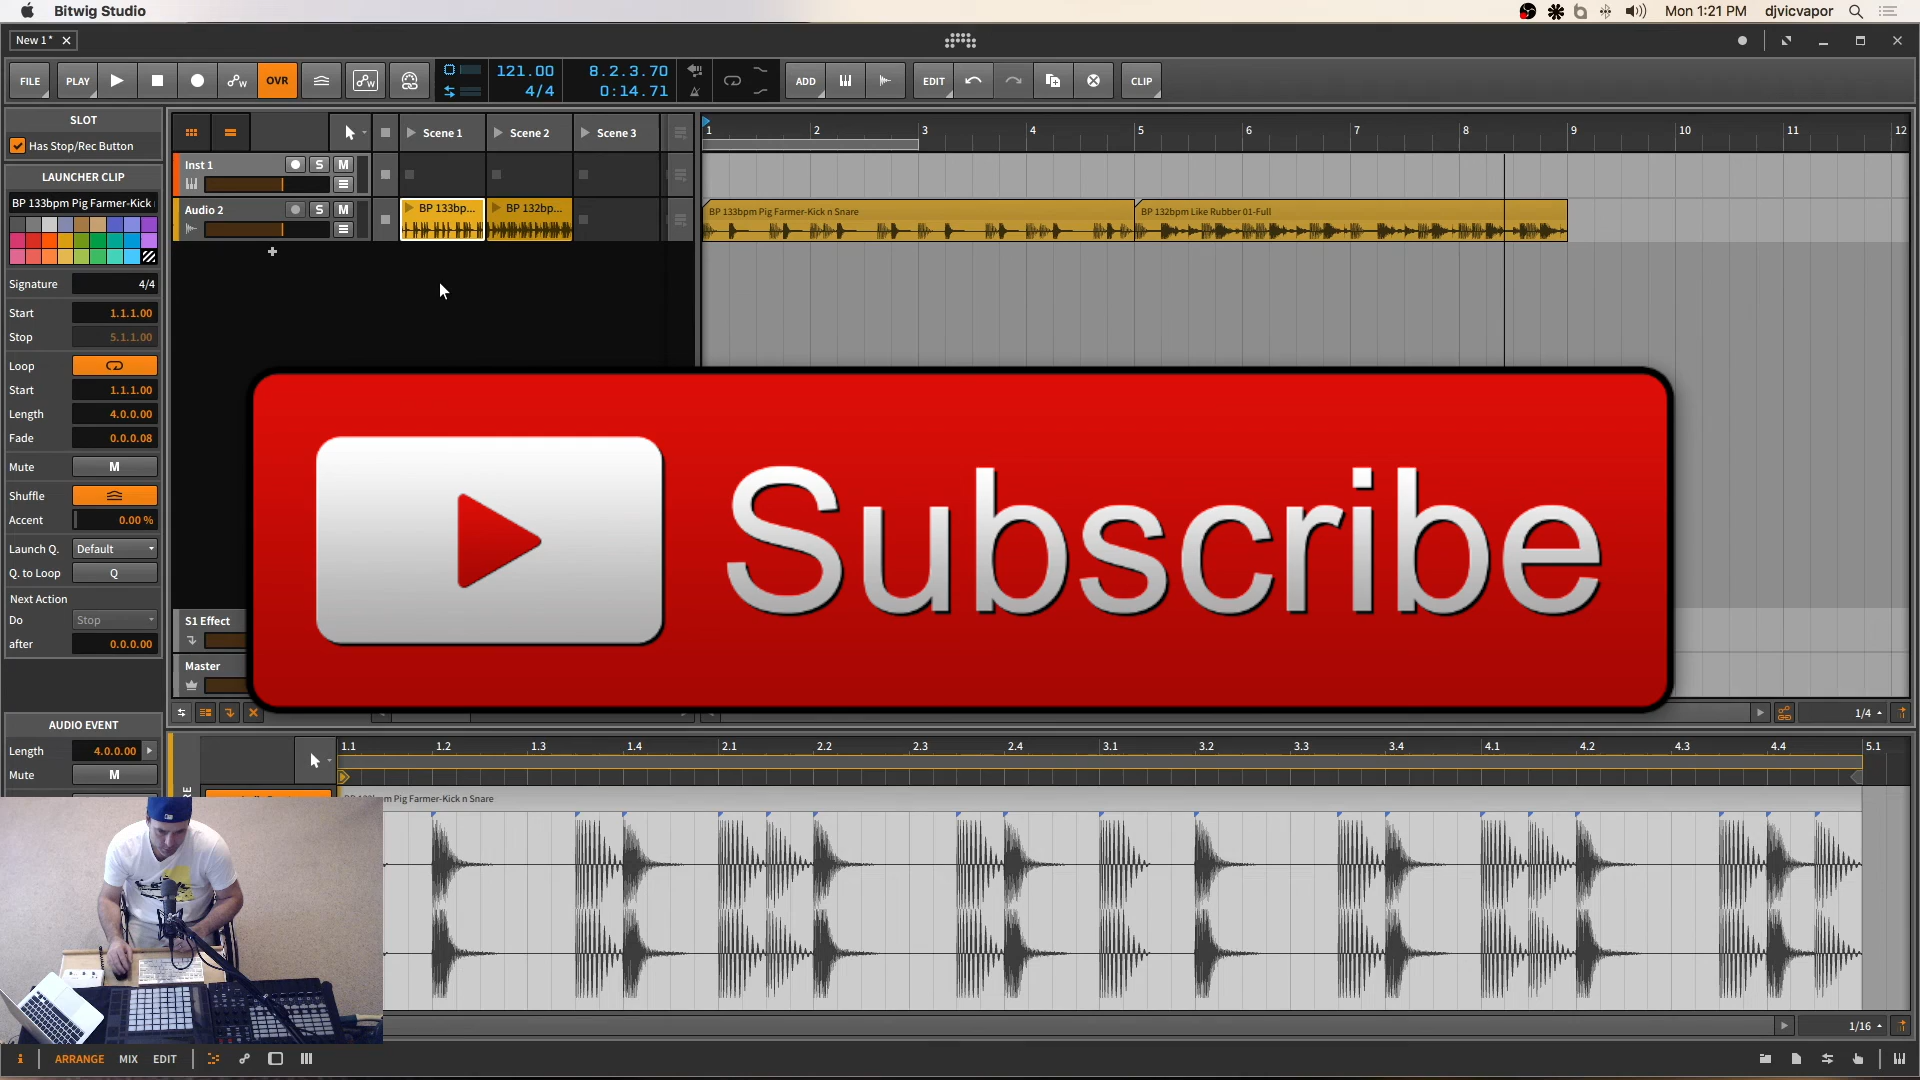 Bitwig Studio
Mon 1:21 PM djvicvapor
New 1*
FILE PLAY OVR 121.00 8.2.3.70 ADD EDIT CLIP
4/4 0:14.71
SLOT
Has Stop/Rec Button
LAUNCHER CLIP
BP 133bpm Pig Farmer-Kick
Signature 4/4
Start 1.1.1.00
Stop 5.1.1.00
Loop
Start 1.1.1.00
Length 4.0.0.00
Fade 0.0.0.08
Mute M
Shuffle
Accent 0.00 %
Launch Q. Default
Q. to Loop Q
Next Action
Do Stop
after 0.0.0.00
Scene 1 Scene 2 Scene 3
1 2 3 4 5 6 7 8 9 10 11 12
Inst 1 S M
Audio 2 S M
BP 133bp... BP 132bp...
BP 133bpm Pig Farmer-Kick n Snare BP 132bpm Like Rubber 01-Full
Subscribe
S1 Effect
Master
1/4
AUDIO EVENT
Length 4.0.0.00
Mute M
1.1 1.2 1.3 1.4 2.1 2.2 2.3 2.4 3.1 3.2 3.3 3.4 4.1 4.2 4.3 4.4 5.1
Pig Farmer-Kick n Snare
1/16
i ARRANGE MIX EDIT